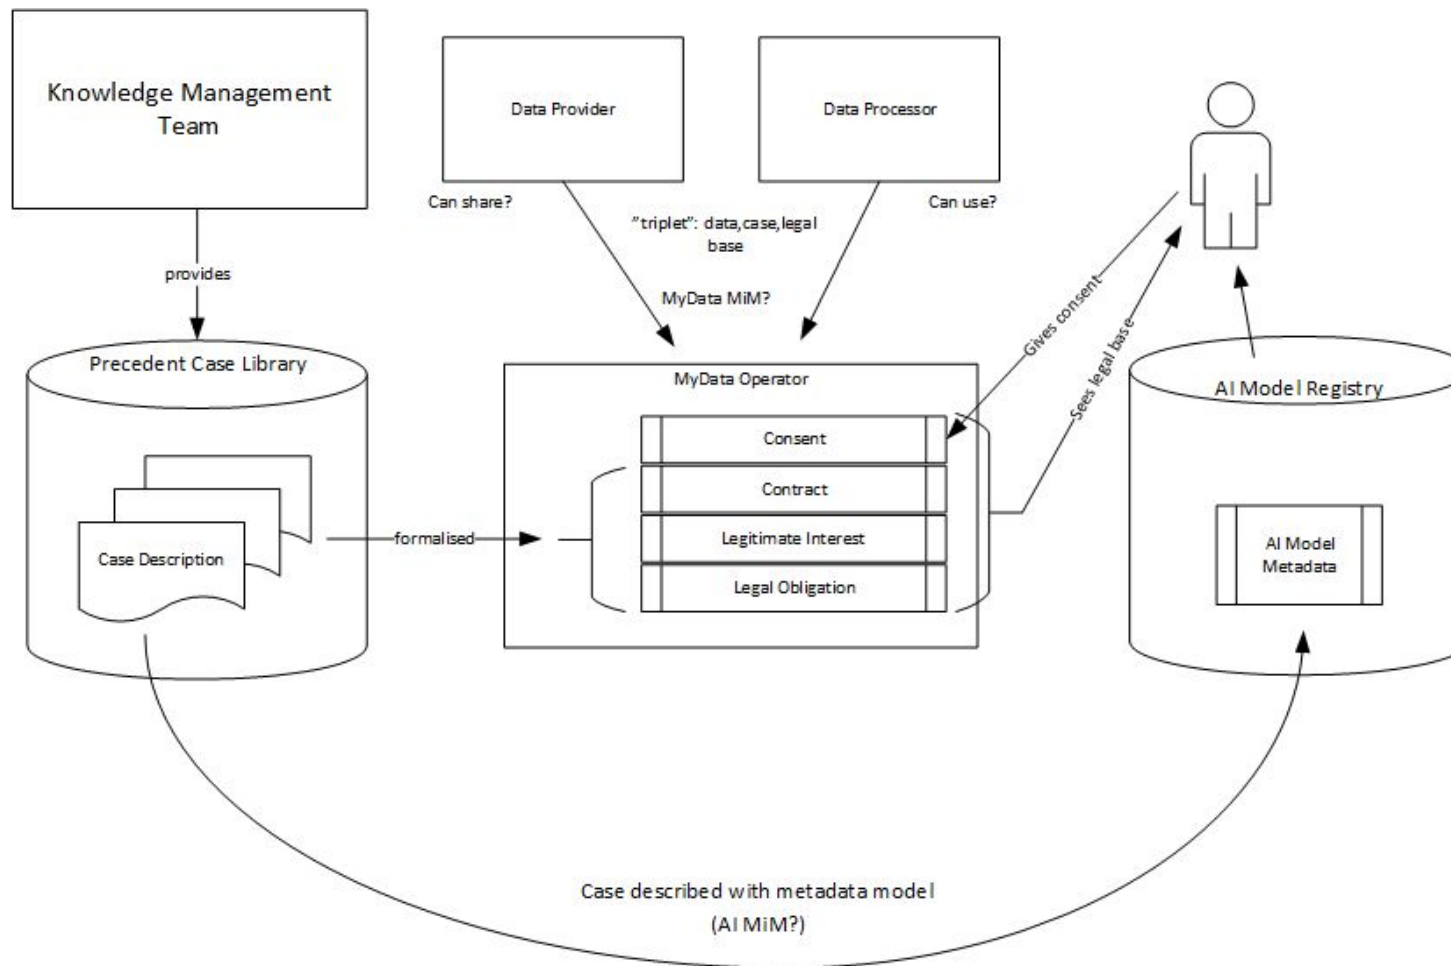 Knowledge Management
Team
Data Provider
Data Processor
Can share?
Can use?
"triplet": data,case,legal
base
MyData MiM?
provides
Gives consent
Sees legal base
Precedent Case Library
MyData Operator
AI Model Registry
Consent
Contract
Legitimate Interest
Legal Obligation
formalised
Case Description
AI Model
Metadata
Case described with metadata model
(AI MiM?)